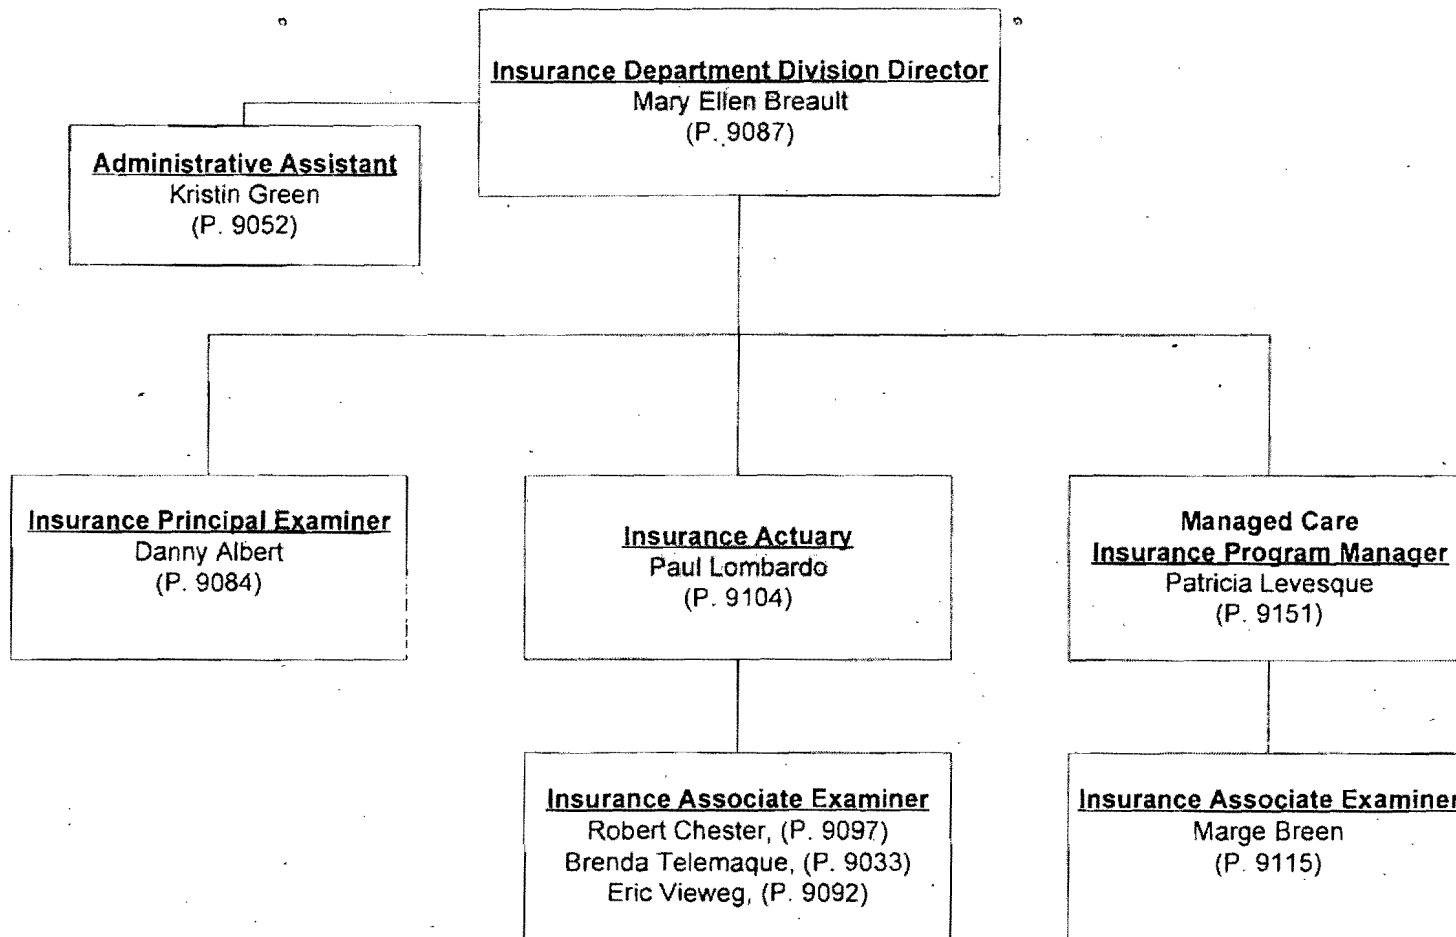 Insurance Department Division Director
Mary Ellen Breault
(P. 9087)
Administrative Assistant
Kristin Green
(P. 9052)
Insurance Principal Examiner
Danny Albert
(P. 9084)
Insurance Actuary
Paul Lombardo
(P. 9104)
Managed Care
Insurance Program Manager
Patricia Levesque
(P. 9151)
Insurance Associate Examiner
Robert Chester, (P. 9097)
Brenda Telemaque, (P. 9033)
Eric Vieweg, (P. 9092)
Insurance Associate Examiner
Marge Breen
(P. 9115)